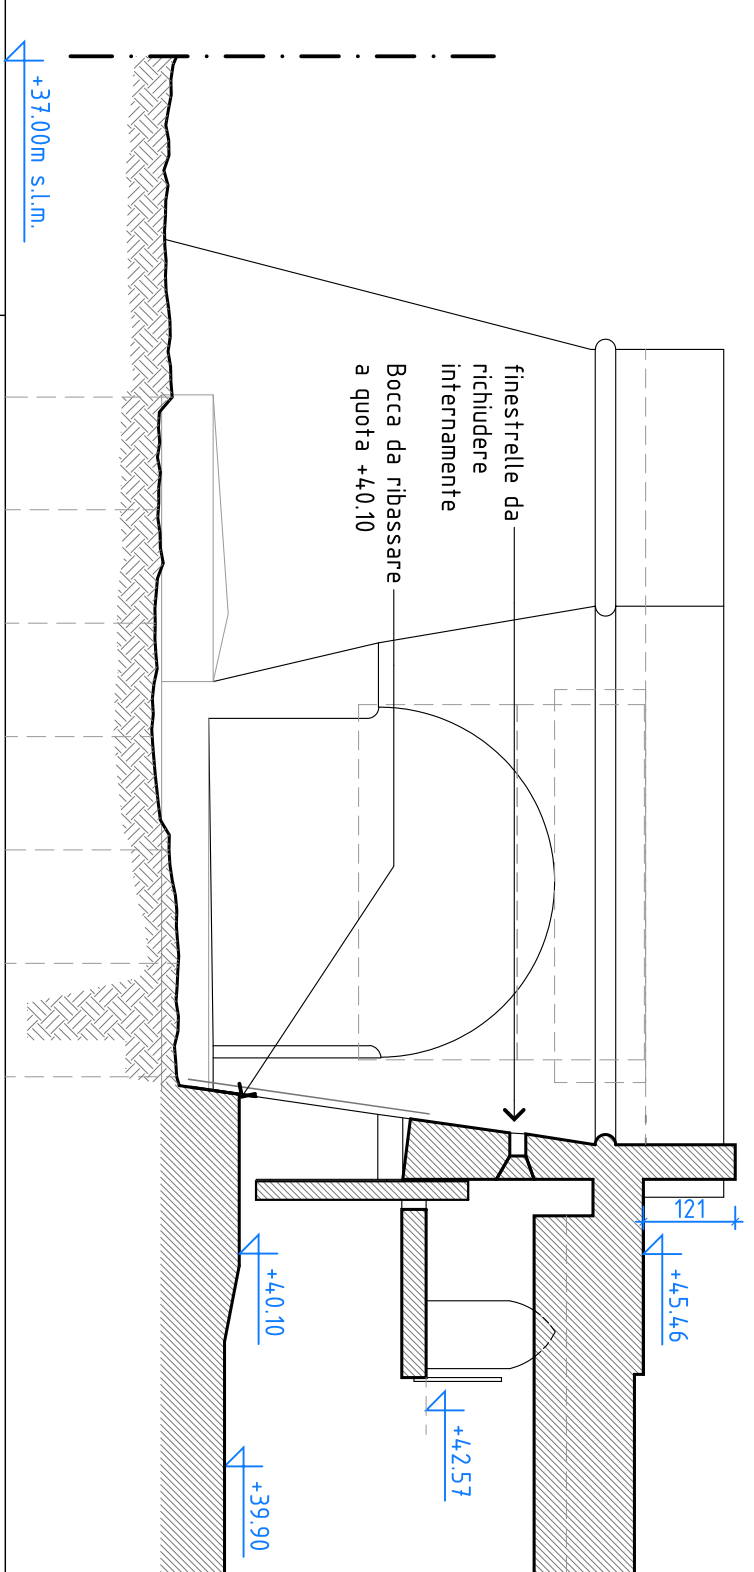 +37.00m s.l.m.
finestrelle da
richiudere
internamente
Bocca da ribassare
a quota +40.10
121
+45.46
+40.10
+42.57
+39.90